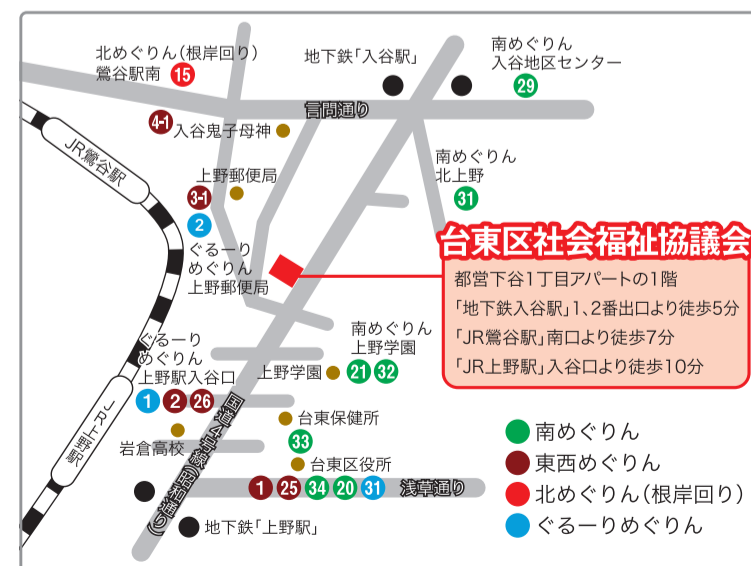 北めぐりん(根岸回り)
鶯谷駅南 15
地下鉄「入谷駅」
南めぐりん
入谷地区センター
29
言問通り
4-1
入谷鬼子母神
JR鶯谷駅
南めぐりん
北上野
31
上野郵便局
3-1
2
ぐるーり
めぐりん
上野郵便局
台東区社会福祉協議会
都営下谷1丁目アパートの1階
「地下鉄入谷駅」1、2番出口より徒歩5分
「JR鶯谷駅」南口より徒歩7分
「JR上野駅」入谷口より徒歩10分
ぐるーり
めぐりん
上野駅入谷口
1 2 26
南めぐりん
上野学園
上野学園 21 32
JR上野駅
国道4号線(昭和通り)
台東保健所
33
岩倉高校
台東区役所
1 25 34 20 31 浅草通り
地下鉄「上野駅」
南めぐりん
東西めぐりん
北めぐりん(根岸回り)
ぐるーりめぐりん